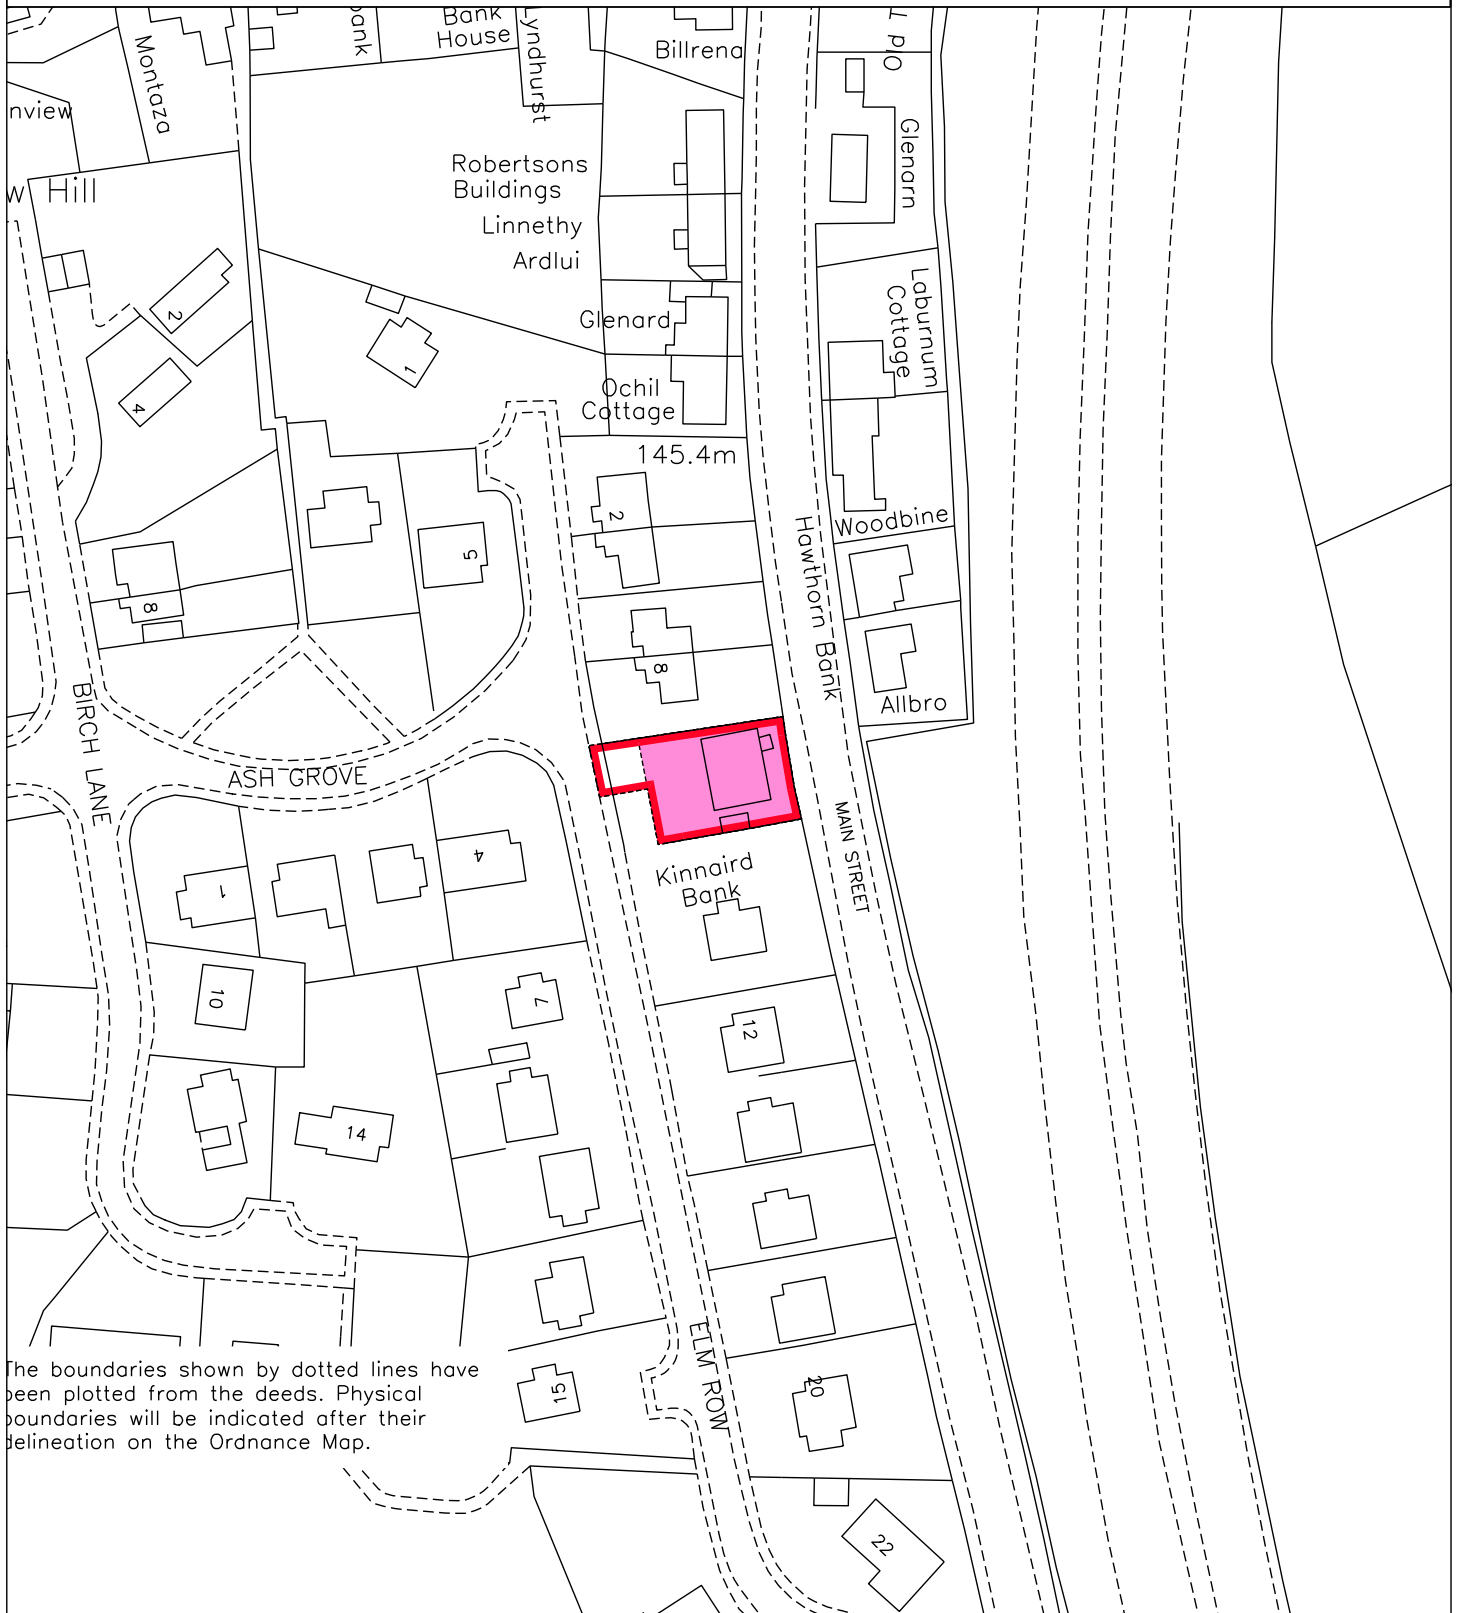 Bank
House
Lyndhurst
Billrena
Montaza
bank
nview
Glenarn
Robertsons
Buildings
w Hill
Linnethy
Ardlui
Laburnum
Cottage
2
Glenard
1
Ochil
Cottage
4
145.4m
2
Woodbine
5
Hawthorn Bank
8
8
Allbro
BIRCH LANE
ASH GROVE
MAIN STREET
4
Kinnaird
Bank
1
10
7
12
14
ELM ROW
The boundaries shown by dotted lines have
been plotted from the deeds. Physical
boundaries will be indicated after their
delineation on the Ordnance Map.
15
20
22